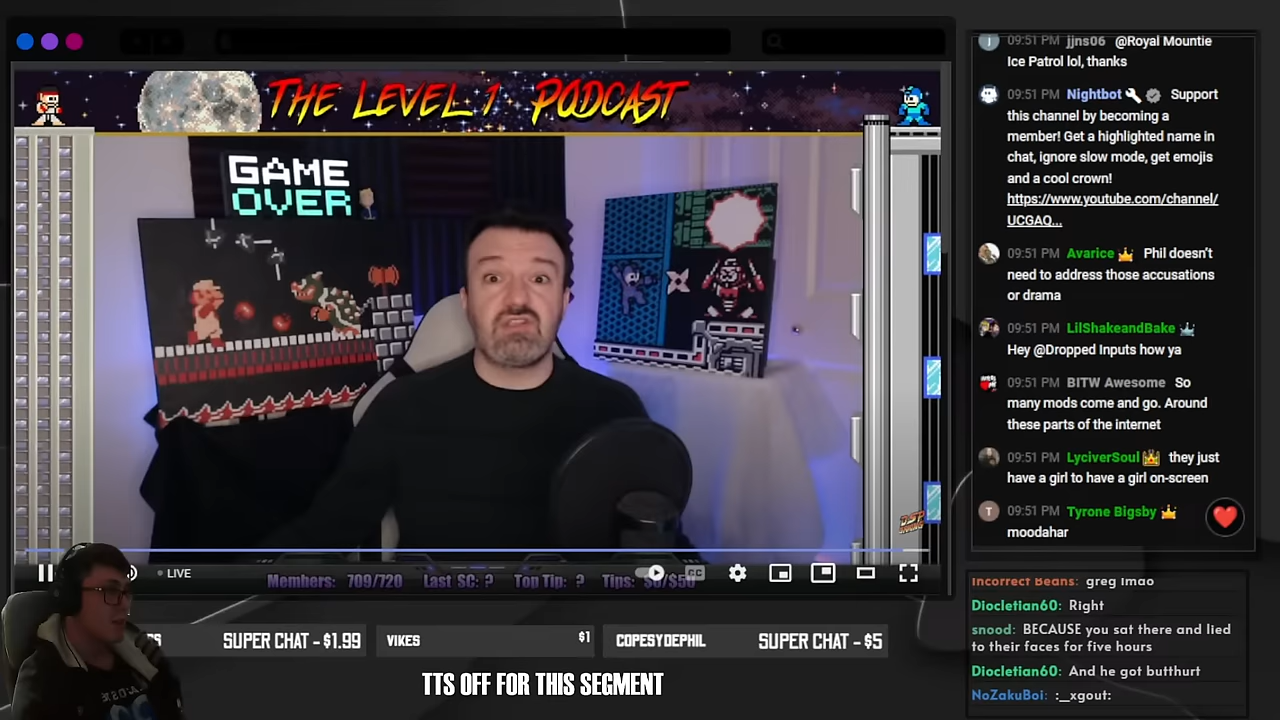 THE LEVEL 1 PODCAST
GAME
OVER
LIVE
Members: 709/720 Last SC: ? Top Tip: ? Tips:
CC
SUPER CHAT - $1.99
VIKES $1
COPESYDEPHIL SUPER CHAT - $5
TTS OFF FOR THIS SEGMENT
09:51 PM jjns06 @Royal Mountie
Ice Patrol lol, thanks
09:51 PM Nightbot Support
this channel by becoming a
member! Get a highlighted name in
chat, ignore slow mode, get emojis
and a cool crown!
https://www.youtube.com/channel/
UCGAQ...
09:51 PM Avarice Phil doesn't
need to address those accusations
or drama
09:51 PM LilShakeandBake
Hey @Dropped Inputs how ya
09:51 PM BITW Awesome So
many mods come and go. Around
these parts of the internet
09:51 PM LyciverSoul they just
have a girl to have a girl on-screen
09:51 PM Tyrone Bigsby
moodahar
Incorrect Beans: greg lmao
Diocletian60: Right
snood: BECAUSE you sat there and lied
to their faces for five hours
Diocletian60: And he got butthurt
NoZakuBoi: :_xgout: